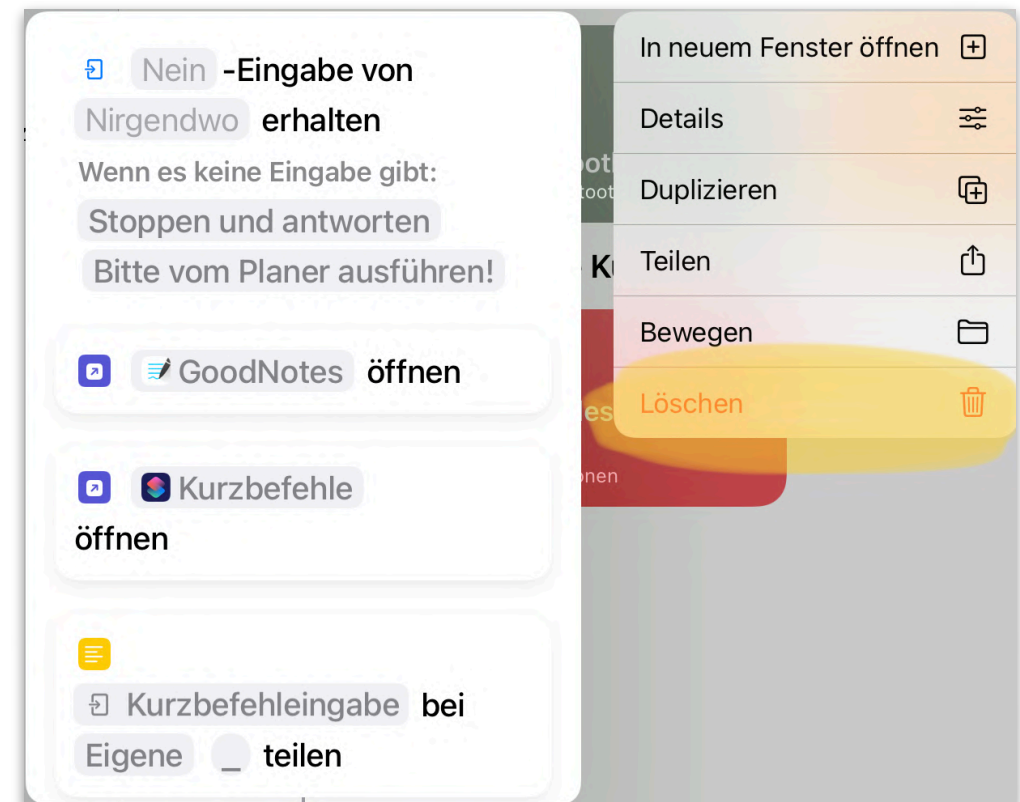 Nein -Eingabe von
Nirgendwo erhalten
Wenn es keine Eingabe gibt:
Stoppen und antworten
Bitte vom Planer ausführen!
GoodNotes öffnen
Kurzbefehle
öffnen
Kurzbefehleingabe bei
Eigene _ teilen
In neuem Fenster öffnen
Details
Duplizieren
Teilen
Bewegen
Löschen